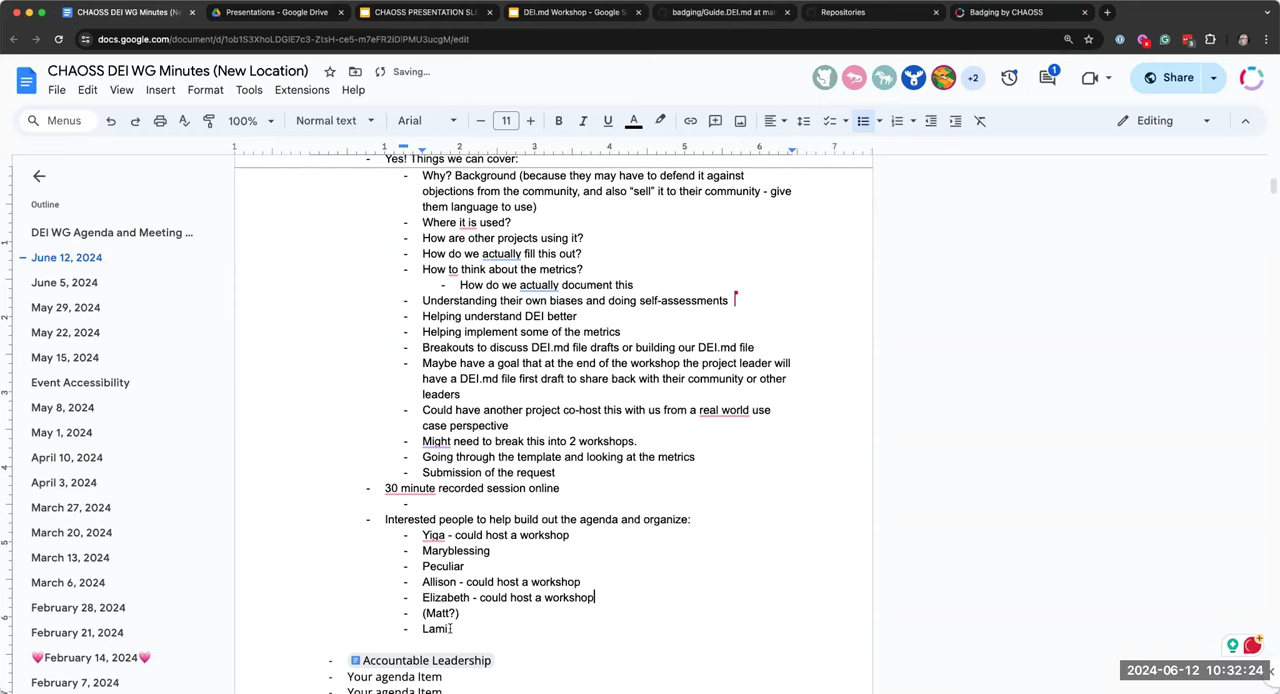 CHAOSS DEI WG Minutes (N
Presentations - Google Drive
CHAOSS PRESENTATION SLI
DEI.md Workshop - Google S
badging/Guide.DEI.md at ma
Repositories
Badging by CHAOSS
docs.google.com/document/d/1ob1S3XhoLDGIE7c3-ZtsH-ce5-m7eFR2iDiPMU3ucgM/edit
CHAOSS DEI WG Minutes (New Location)
Saving...
+2
1
Share
File Edit View Insert Format Tools Extensions Help
Menus
100%
Normal text
Arial
11
Editing
1 1 2 3 4 5 6 7
Outline
DEI WG Agenda and Meeting ...
June 12, 2024
June 5, 2024
May 29, 2024
May 22, 2024
May 15, 2024
Event Accessibility
May 8, 2024
May 1, 2024
April 10, 2024
April 3, 2024
March 27, 2024
March 20, 2024
March 13, 2024
March 6, 2024
February 28, 2024
February 21, 2024
💗February 14, 2024💗
February 7, 2024
- Yes! Things we can cover:
- Why? Background (because they may have to defend it against
objections from the community, and also “sell” it to their community - give
them language to use)
- Where it is used?
- How are other projects using it?
- How do we actually fill this out?
- How to think about the metrics?
- How do we actually document this
- Understanding their own biases and doing self-assessments
- Helping understand DEI better
- Helping implement some of the metrics
- Breakouts to discuss DEI.md file drafts or building our DEI.md file
- Maybe have a goal that at the end of the workshop the project leader will
have a DEI.md file first draft to share back with their community or other
leaders
- Could have another project co-host this with us from a real world use
case perspective
- Might need to break this into 2 workshops.
- Going through the template and looking at the metrics
- Submission of the request
- 30 minute recorded session online
-
- Interested people to help build out the agenda and organize:
- Yiga - could host a workshop
- Maryblessing
- Peculiar
- Allison - could host a workshop
- Elizabeth - could host a workshop
- (Matt?)
- Lami
- Accountable Leadership
- Your agenda Item
- Your agenda Item
2024-06-12 10:32:24